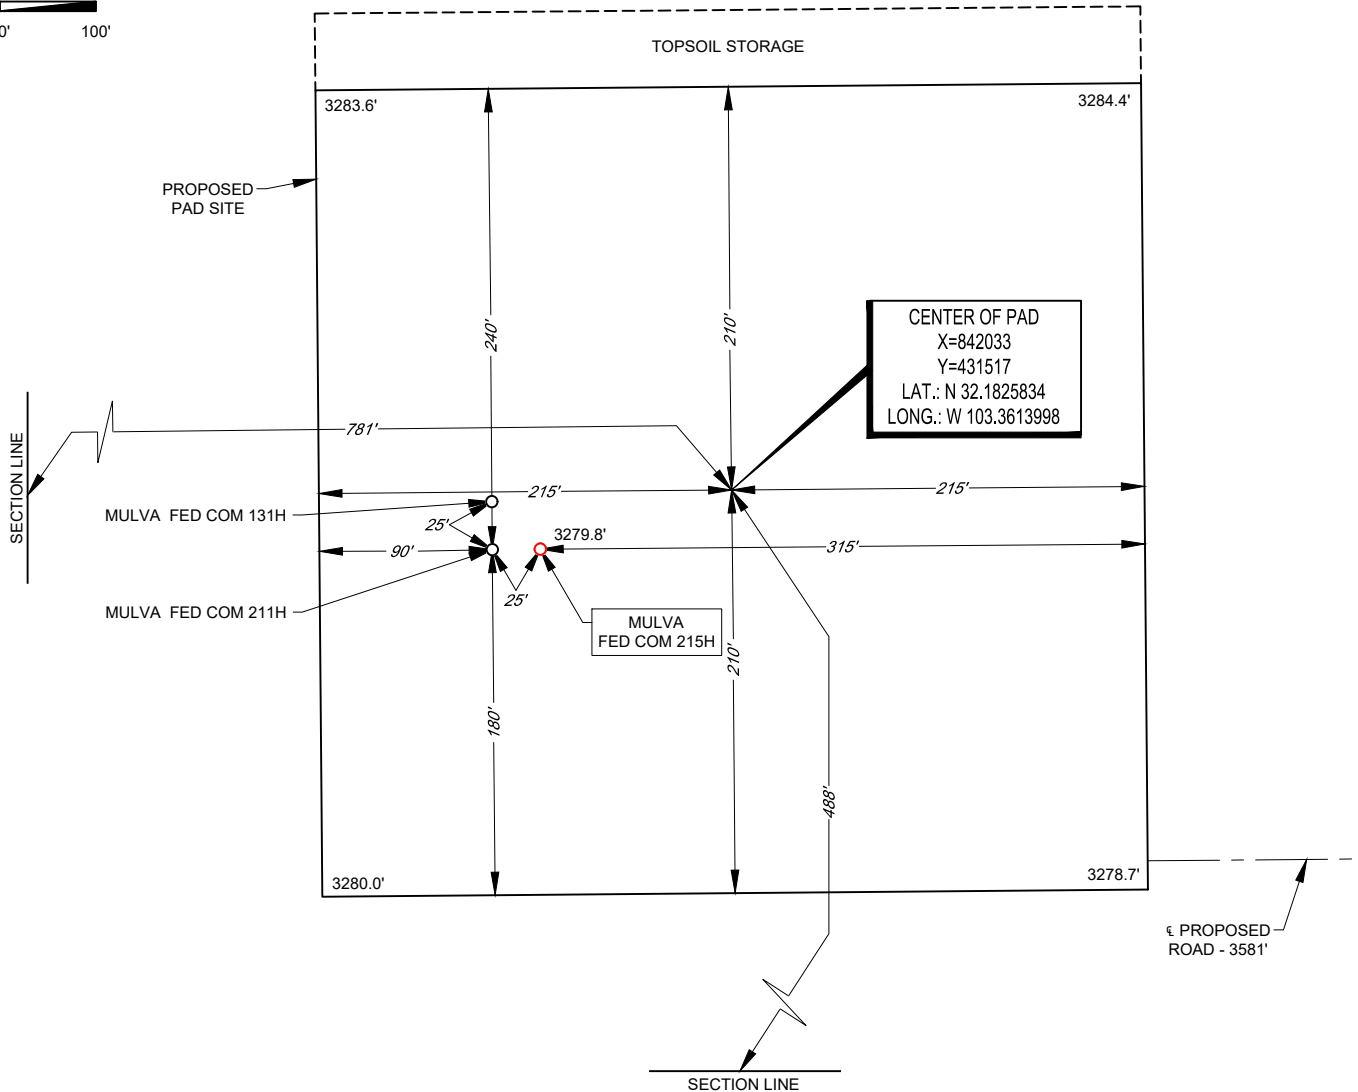 100'
TOPSOIL STORAGE
3283.6'
3284.4'
PROPOSED
PAD SITE
240'
210'
CENTER OF PAD
X=842033
Y=431517
LAT.: N 32.1825834
LONG.: W 103.3613998
SECTION LINE
781'
215'
215'
MULVA FED COM 131H
25'
3279.8'
90'
315'
25'
MULVA FED COM 211H
MULVA
FED COM 215H
210'
180'
488'
3280.0'
3278.7'
℄ PROPOSED
ROAD - 3581'
SECTION LINE